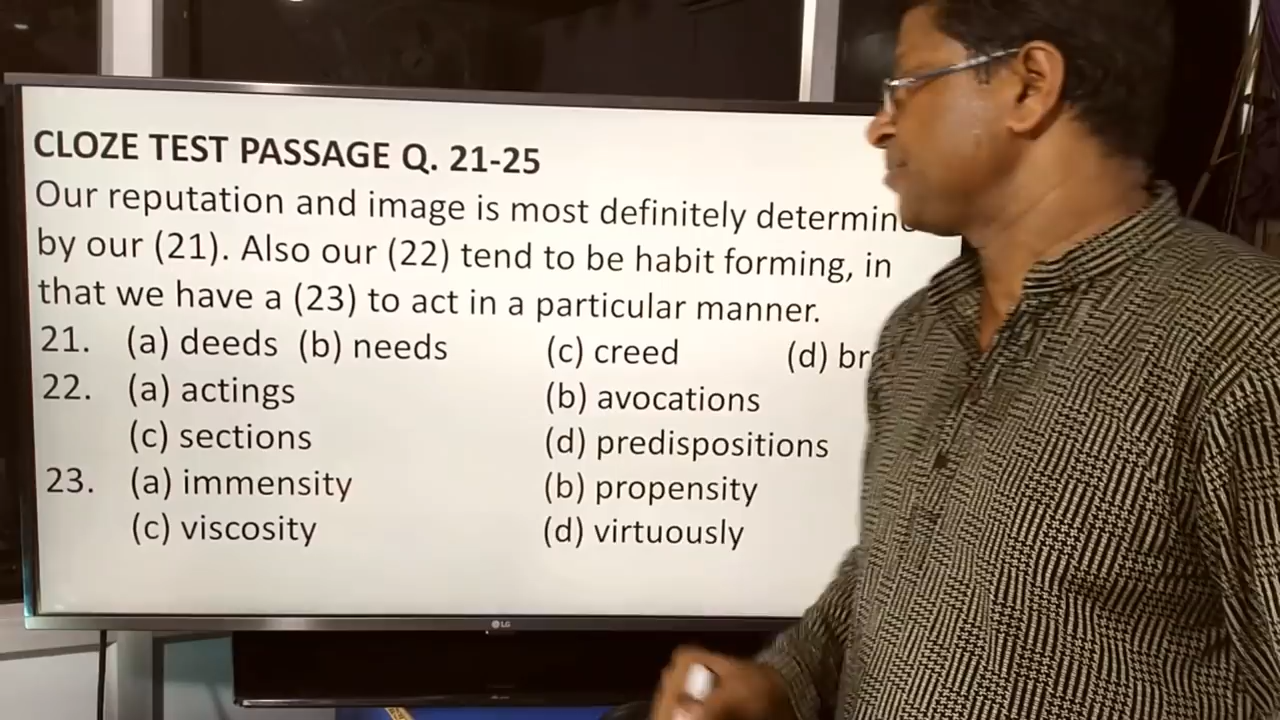 CLOZE TEST PASSAGE Q. 21-25
Our reputation and image is most definitely
by our (21). Also our (22) tend to be habit forming, in
that we have a (23) to act in a particular manner.
21. (a) deeds (b) needs (c) creed (d)
22. (a) actings (b) avocations
(c) sections (d) predispositions
23. (a) immensity (b) propensity
(c) viscosity (d) virtuously
LG